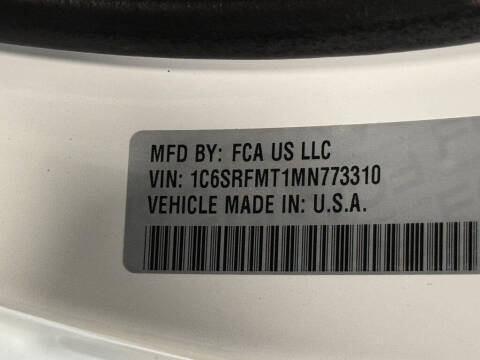 MFD BY: FCA US LLC
VIN: 1C6SRFMT1MN773310
VEHICLE MADE IN: U.S.A.